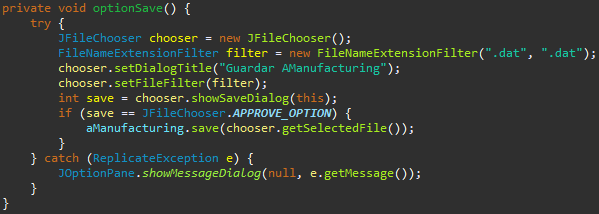 private void optionSave() {
try {
JFileChooser chooser = new JFileChooser();
FileNameExtensionFilter filter = new FileNameExtensionFilter(".dat", ".dat");
chooser.setDialogTitle("Guardar AManufacturing");
chooser.setFileFilter(filter);
int save = chooser.showSaveDialog(this);
if (save == JFileChooser.APPROVE_OPTION) {
aManufacturing.save(chooser.getSelectedFile());
}
} catch (ReplicateException e) {
JOptionPane.showMessageDialog(null, e.getMessage());
}
}